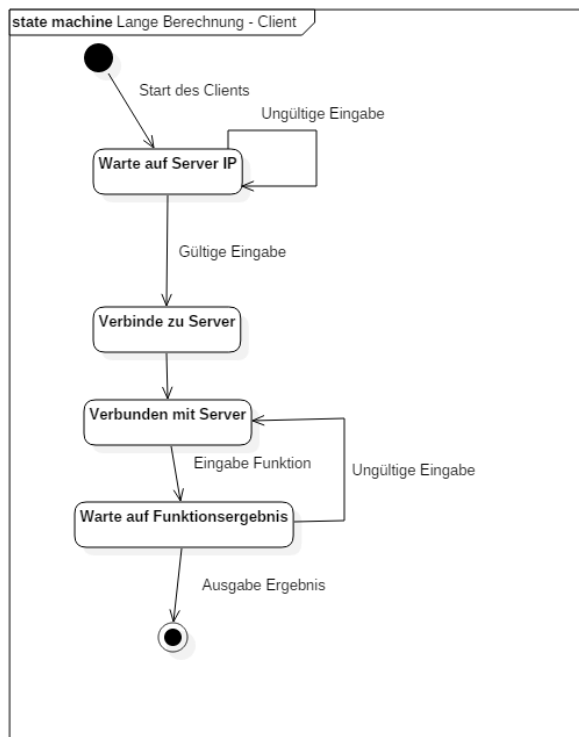 state machine Lange Berechnung - Client
Start des Clients
Ungültige Eingabe
Warte auf Server IP
Gültige Eingabe
Verbinde zu Server
Verbunden mit Server
Eingabe Funktion
Ungültige Eingabe
Warte auf Funktionsergebnis
Ausgabe Ergebnis